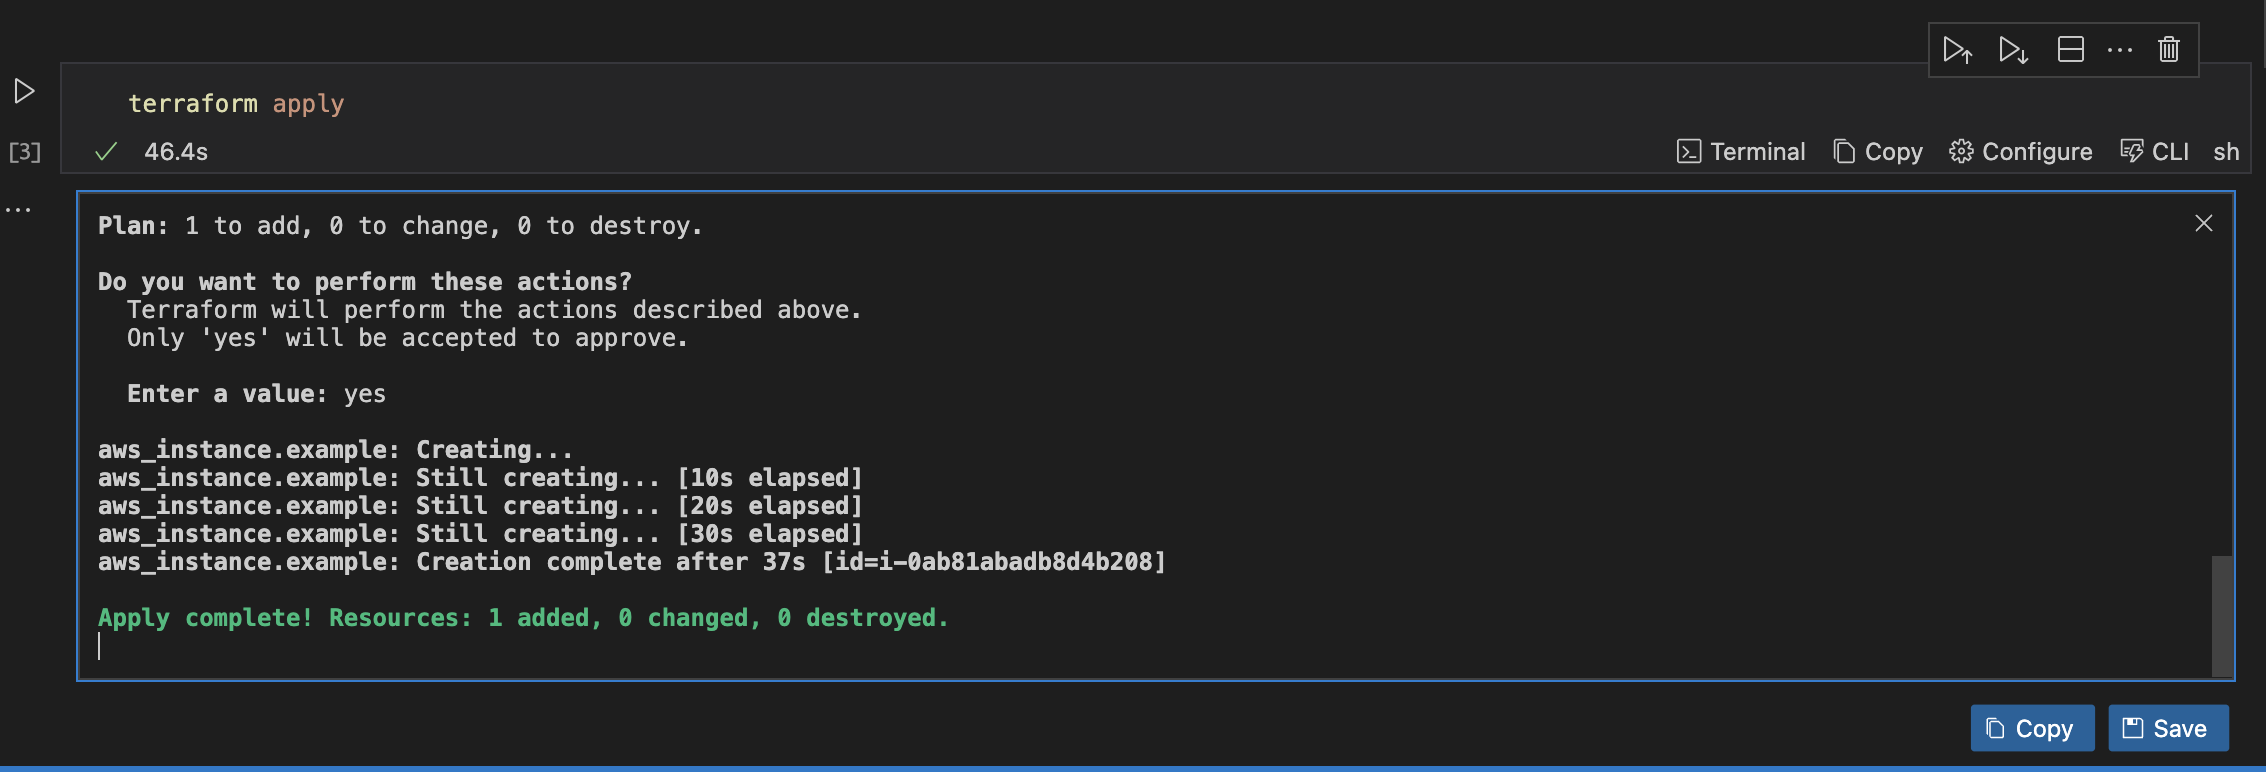 terraform apply
[3]
46.4s
Terminal Copy Configure CLI sh
Plan: 1 to add, 0 to change, 0 to destroy.
Do you want to perform these actions?
Terraform will perform the actions described above.
Only 'yes' will be accepted to approve.
Enter a value: yes
aws_instance.example: Creating...
aws_instance.example: Still creating... [10s elapsed]
aws_instance.example: Still creating... [20s elapsed]
aws_instance.example: Still creating... [30s elapsed]
aws_instance.example: Creation complete after 37s [id=i-0ab81abadb8d4b208]
Apply complete! Resources: 1 added, 0 changed, 0 destroyed.
Copy Save